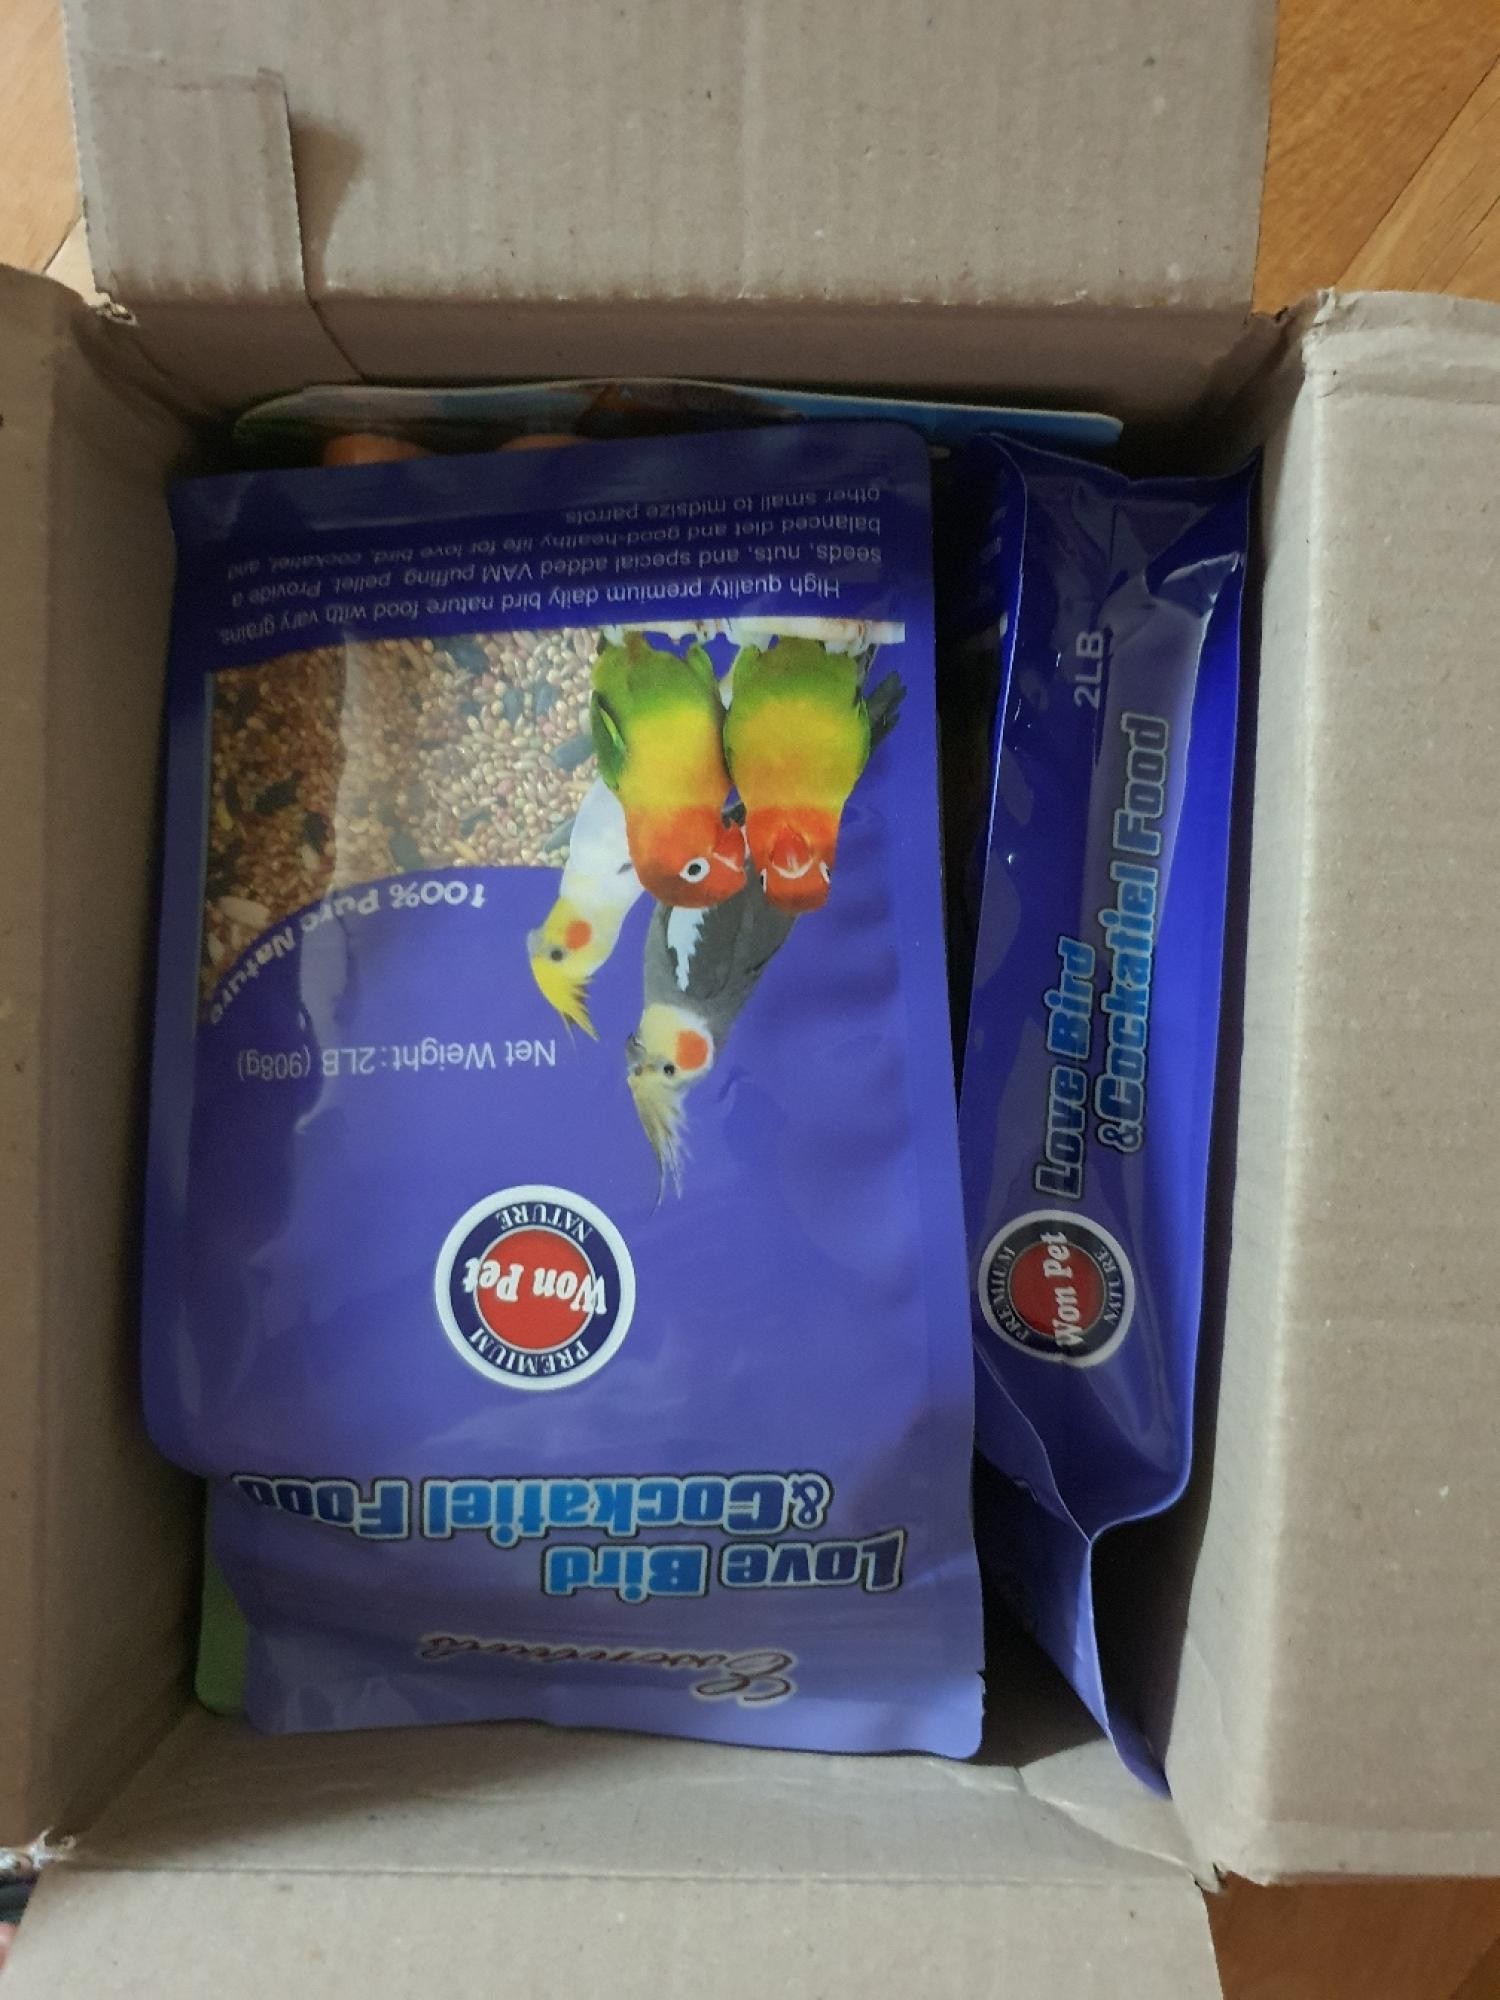 Essentials
Love Bird
&Cockatiel Food
PREMIUM
Won Pet
NATURE
Net Weight:2LB (908g)
100% Pure Nature
High quality premium daily bird nature food with vary grains,
seeds, nuts, and special added VAM puffing pellet. Provide a
balanced diet and good-healthy life for love bird, cockatiel, and
other small to midsize parrots.
PREMIUM
Won Pet
NATURE
Love Bird
&Cockatiel Food
2LB